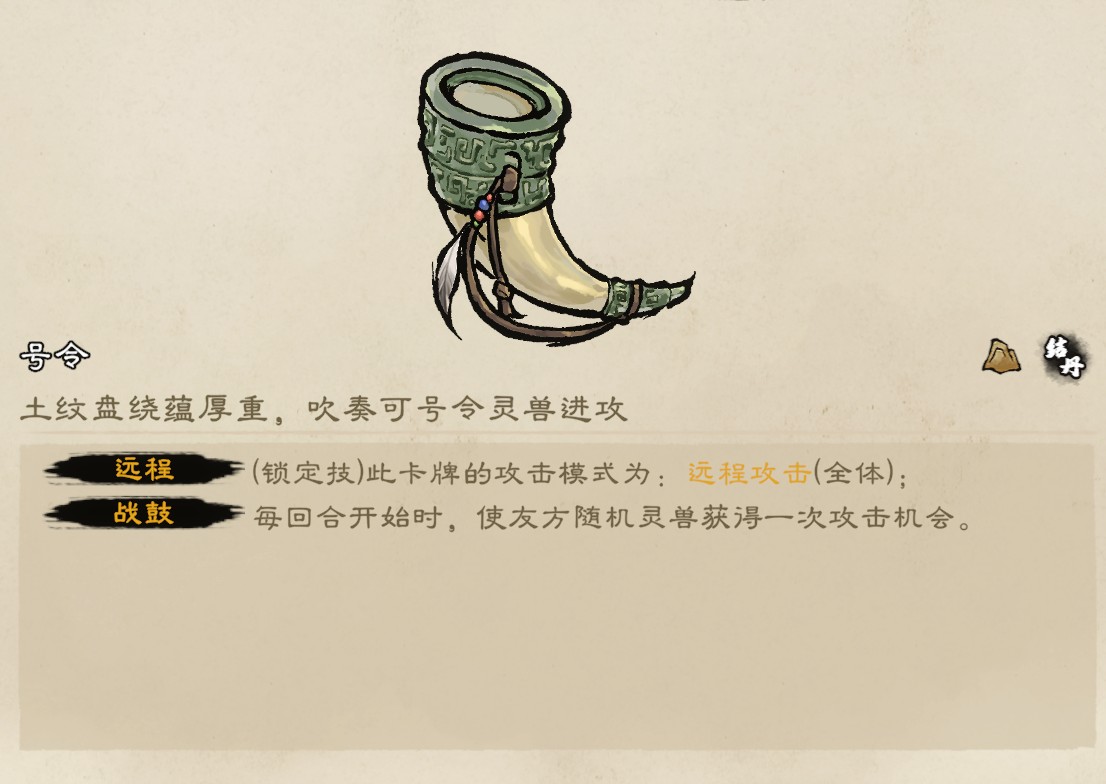 号令
结丹
土纹盘绕蕴厚重，吹奏可号令灵兽进攻
远程 (锁定技)此卡牌的攻击模式为：远程攻击(全体)；
战鼓 每回合开始时，使友方随机灵兽获得一次攻击机会。